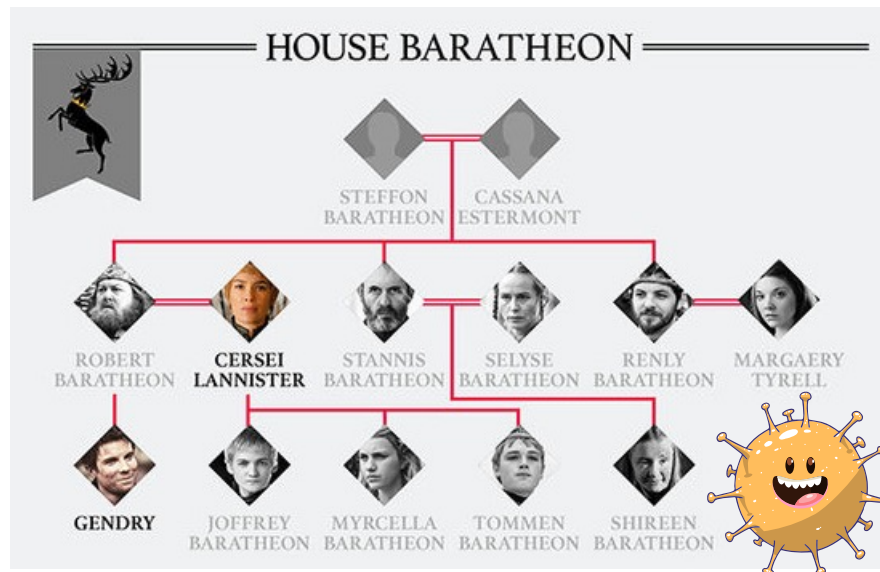 HOUSE BARATHEON
STEFFON
BARATHEON
CASSANA
ESTERMONT
ROBERT
BARATHEON
CERSEI
LANNISTER
STANNIS
BARATHEON
SELYSE
BARATHEON
RENLY
BARATHEON
MARGAERY
TYRELL
GENDRY
JOFFREY
BARATHEON
MYRCELLA
BARATHEON
TOMMEN
BARATHEON
SHIREEN
BARATHEON